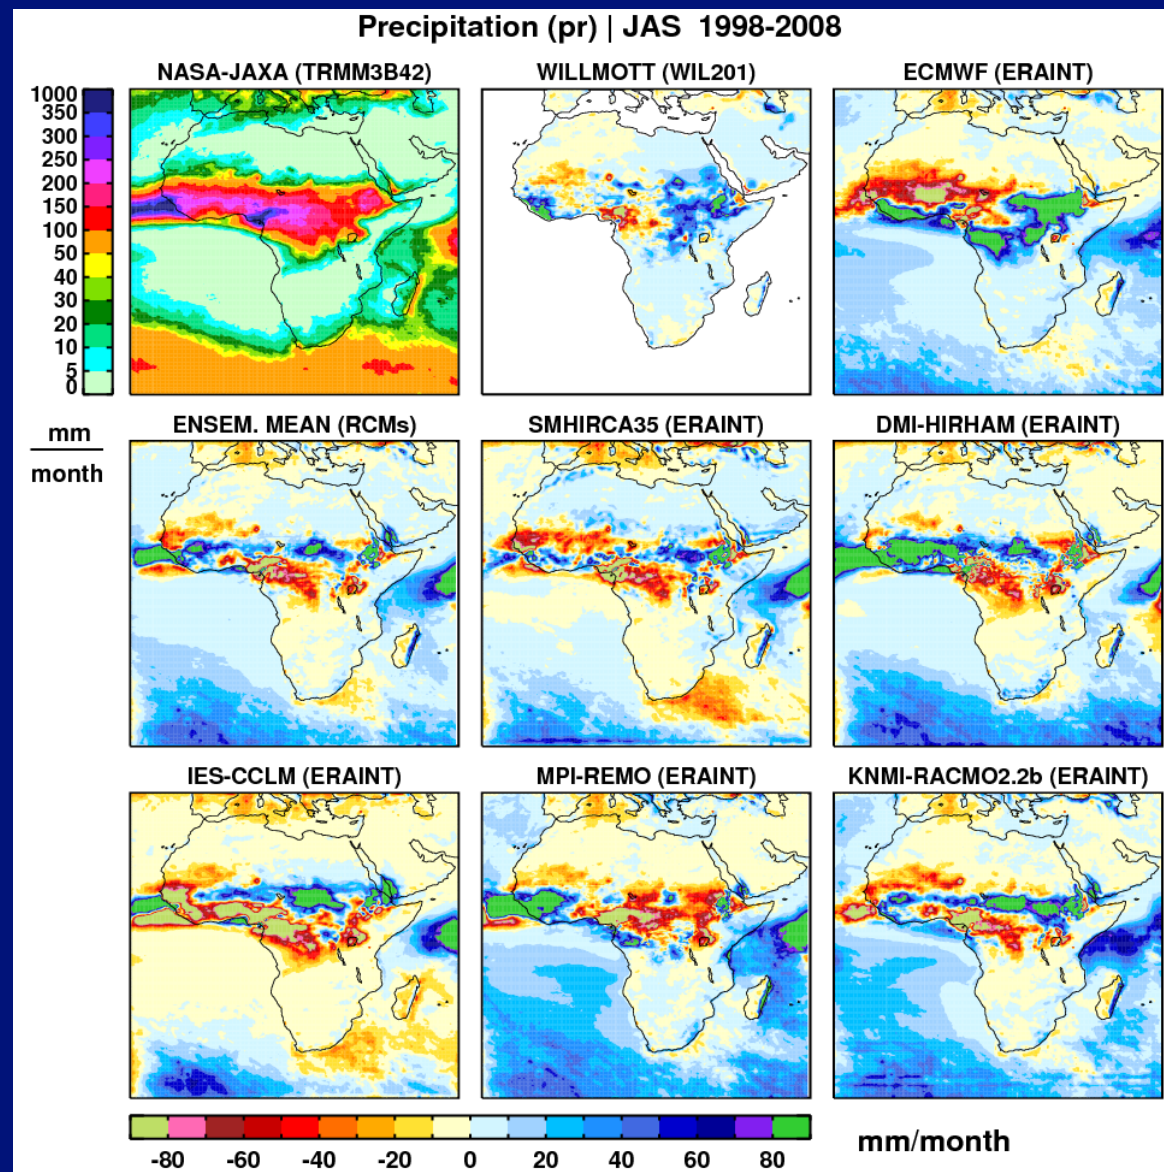 Precipitation (pr) | JAS 1998-2008
NASA-JAXA (TRMM3B42)
WILLMOTT (WIL201)
ECMWF (ERAINT)
1000
350
300
250
200
150
100
50
40
30
20
10
5
0
mm
month
ENSEM. MEAN (RCMs)
SMHIRCA35 (ERAINT)
DMI-HIRHAM (ERAINT)
IES-CCLM (ERAINT)
MPI-REMO (ERAINT)
KNMI-RACMO2.2b (ERAINT)
-80 -60 -40 -20 0 20 40 60 80
mm/month